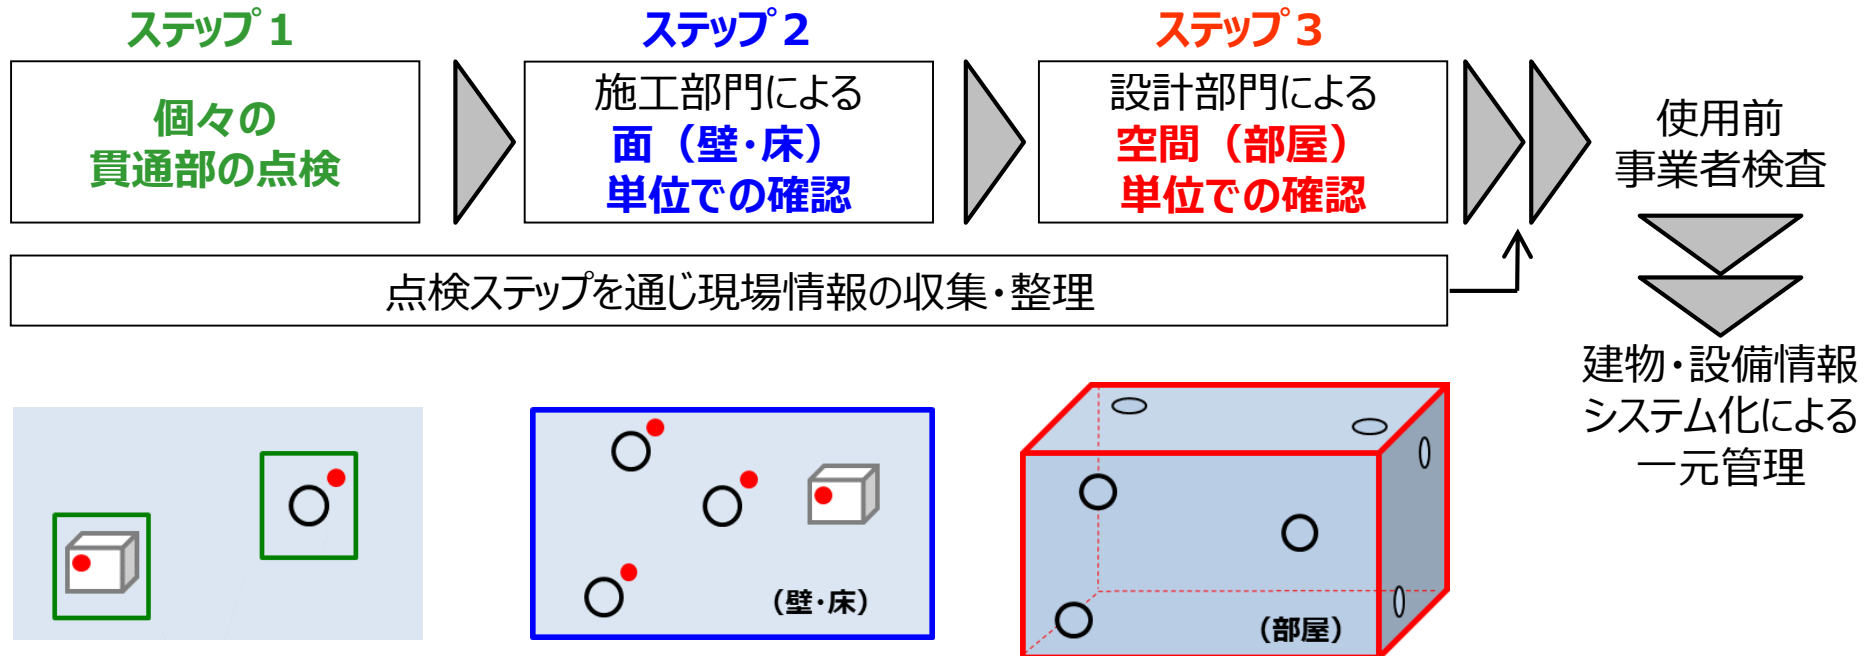 ステップ１
個々の
貫通部の点検
ステップ２
施工部門による
面（壁・床）
単位での確認
ステップ３
設計部門による
空間（部屋）
単位での確認
使用前
事業者検査
点検ステップを通じ現場情報の収集・整理
建物・設備情報
システム化による
一元管理
（壁・床）
（部屋）